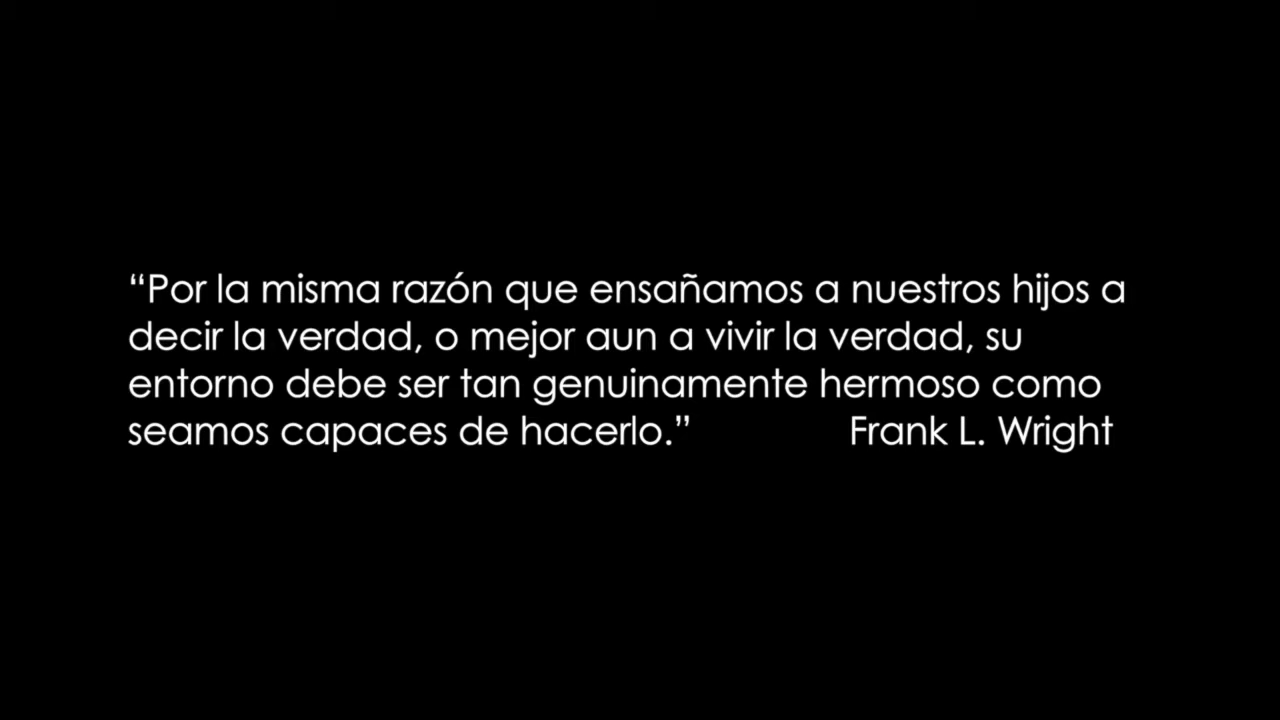 “Por la misma razón que ensañamos a nuestros hijos a
decir la verdad, o mejor aun a vivir la verdad, su
entorno debe ser tan genuinamente hermoso como
seamos capaces de hacerlo.” Frank L. Wright